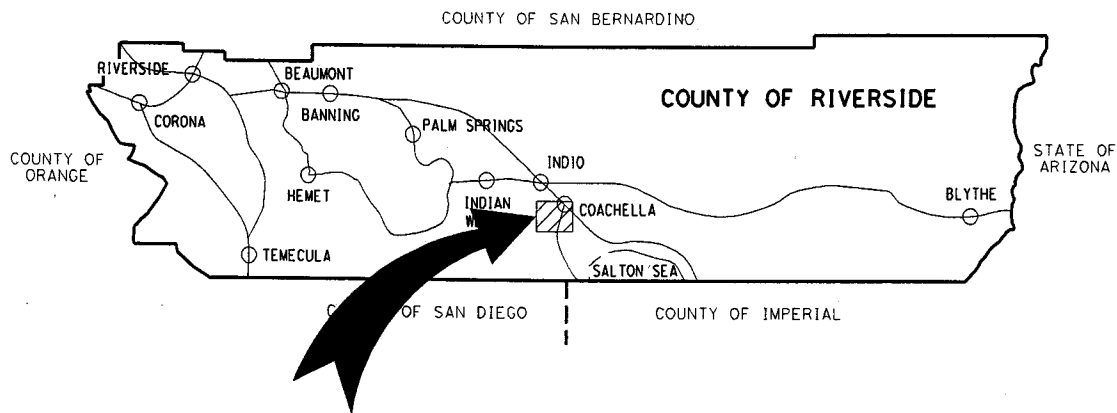 COUNTY OF SAN BERNARDINO
RIVERSIDE
BEAUMONT
COUNTY OF RIVERSIDE
CORONA
BANNING
PALM SPRINGS
COUNTY OF
ORANGE
STATE OF
ARIZONA
INDIO
HEMET
INDIAN
BLYTHE
COACHELLA
TEMECULA
SALTON SEA
OF SAN DIEGO
COUNTY OF IMPERIAL